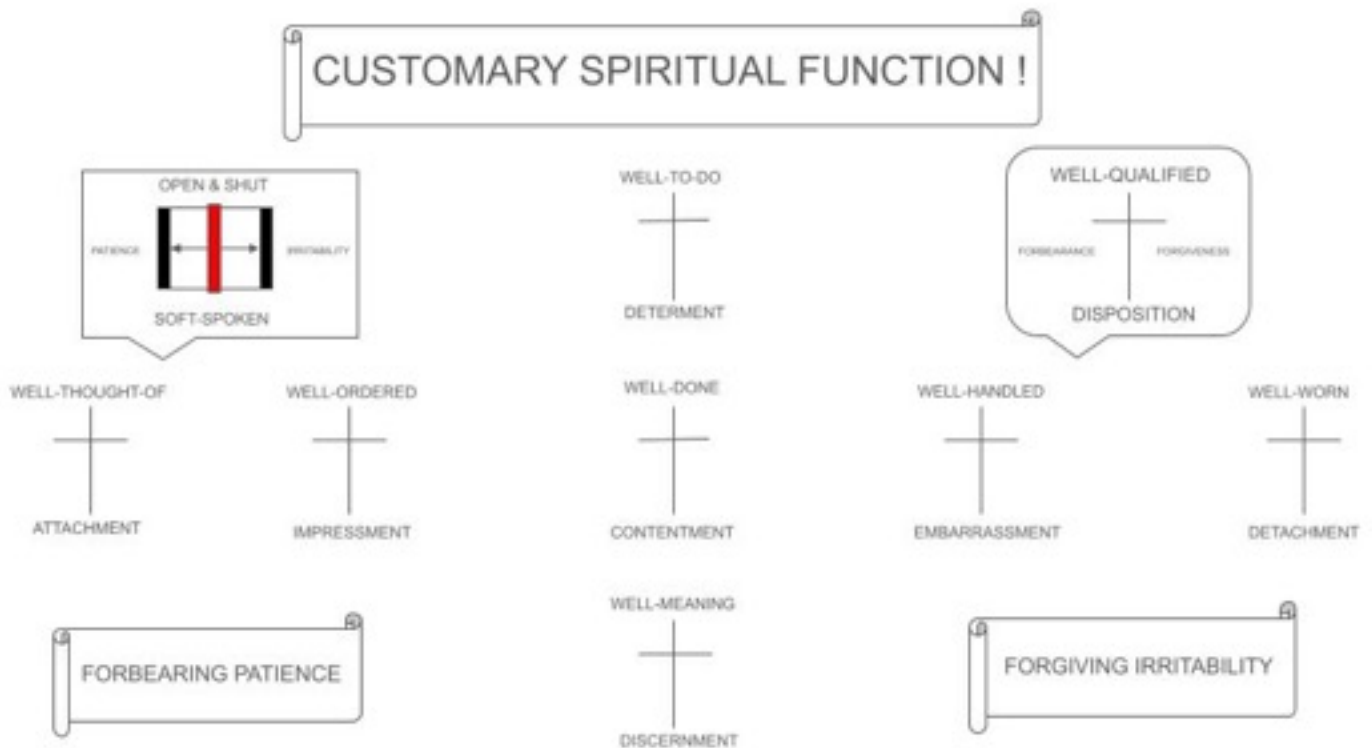 CUSTOMARY SPIRITUAL FUNCTION !
OPEN & SHUT
PATIENCE
IRRITABILITY
SOFT-SPOKEN
WELL-TO-DO
DETERMENT
WELL-QUALIFIED
FORBEARANCE
FORGIVENESS
DISPOSITION
WELL-THOUGHT-OF
ATTACHMENT
WELL-ORDERED
IMPRESSMENT
WELL-DONE
CONTENTMENT
WELL-HANDLED
EMBARRASSMENT
WELL-WORN
DETACHMENT
FORBEARING PATIENCE
WELL-MEANING
DISCERNMENT
FORGIVING IRRITABILITY